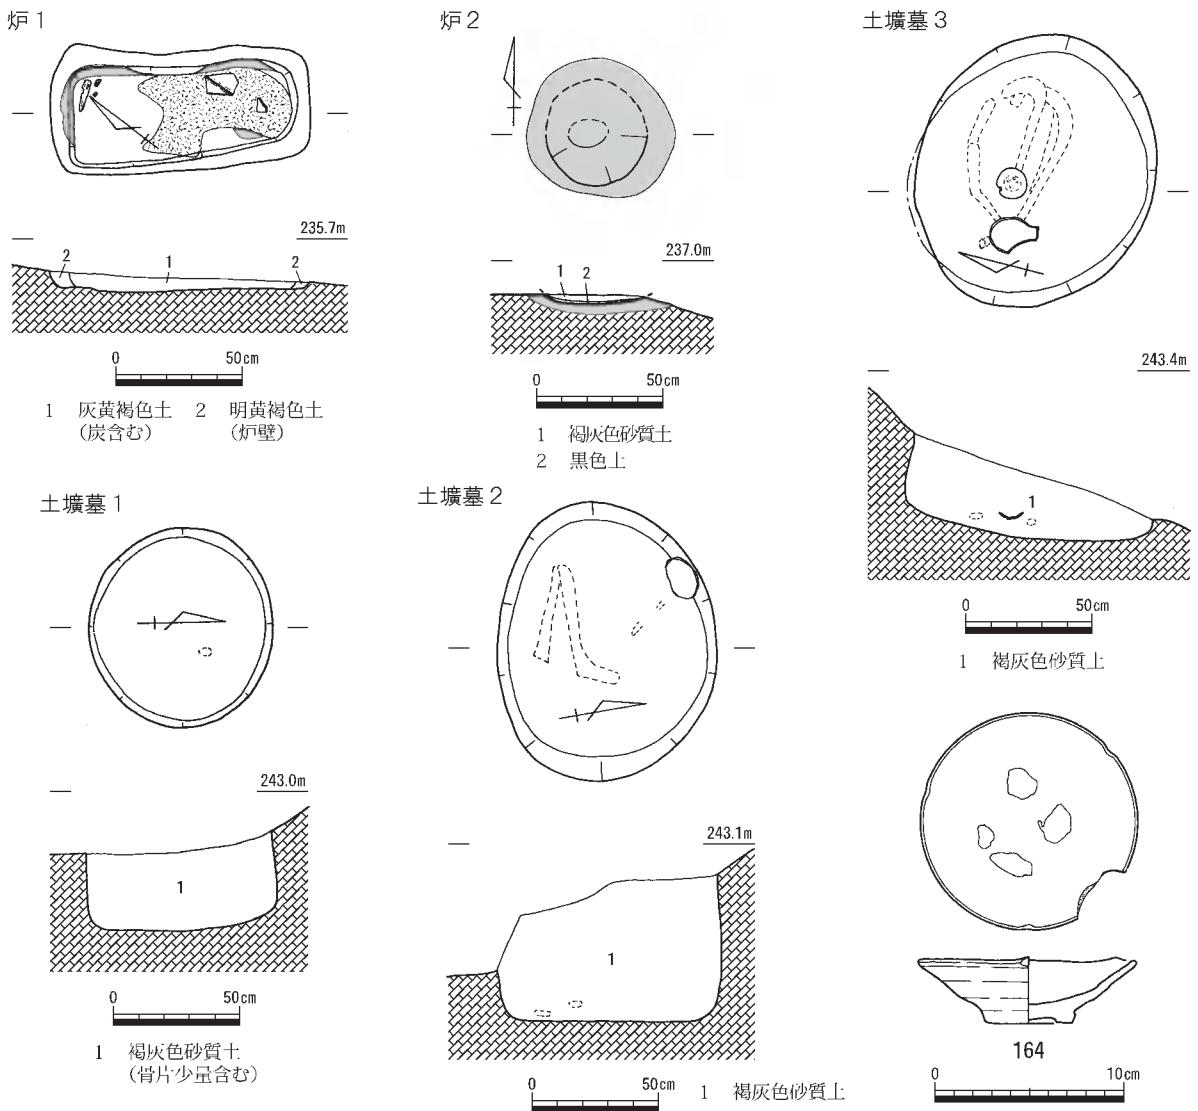 炉1
235.7m
2
1
2
0
50cm
1 灰黄褐色土 2 明黄褐色土
(炭含む) (炉壁)
炉2
237.0m
1
2
0
50cm
1 褐灰色砂質土
2 黒色土
土壙墓3
243.4m
1
0
50cm
1 褐灰色砂質土
土壙墓1
243.0m
1
0
50cm
1 褐灰色砂質土
(骨片少量含む)
土壙墓2
243.1m
1
0
50cm
1 褐灰色砂質土
164
0
10cm